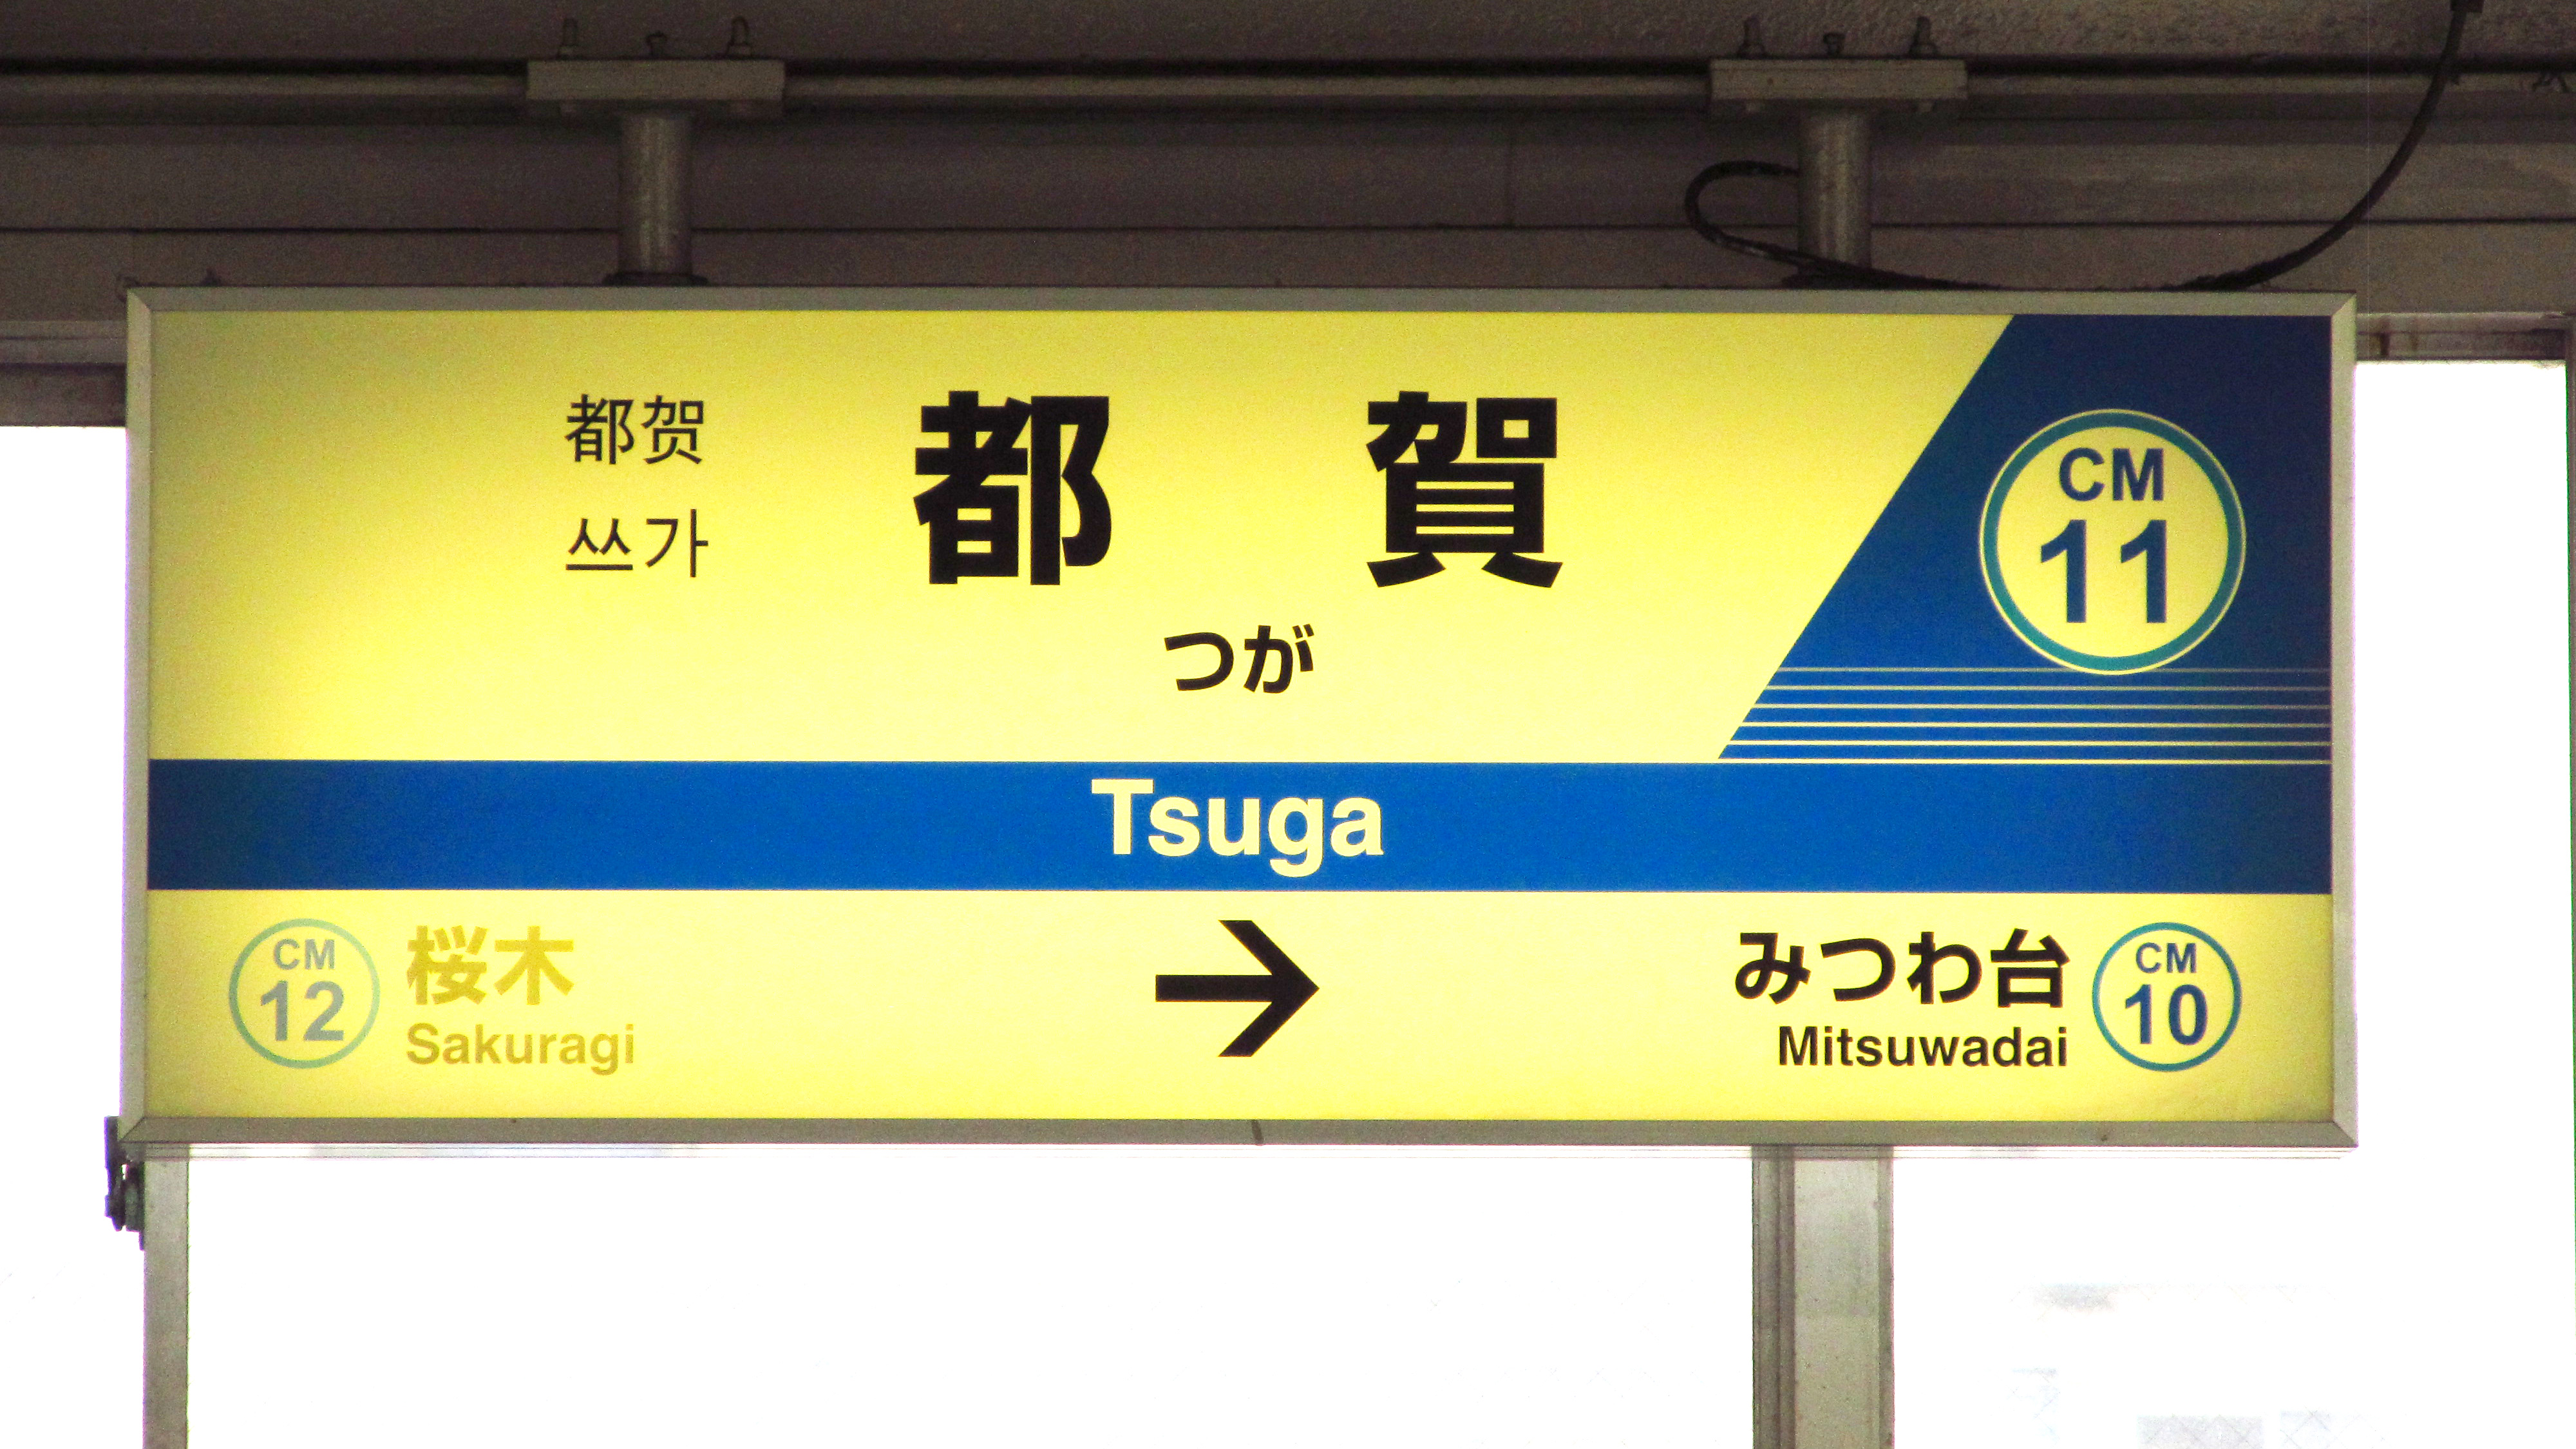 都贺
쓰가
都賀
つが
CM
11
Tsuga
CM
12
桜木
Sakuragi
→
みつわ台
Mitsuwadai
CM
10